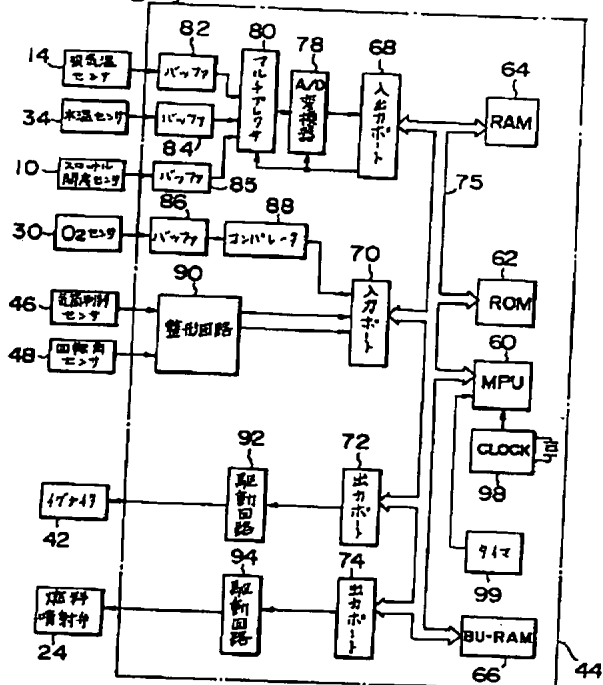 82
80
78
68
64
14
吸気温
センサ
バッファ
マルチプレクサ
A/D
変換器
入出力ポート
RAM
34
水温センサ
バッファ
84
75
10
スロットル
開度センサ
バッファ
85
86
88
30
O2センサ
バッファ
コンパレータ
70
62
46
気筒判別
センサ
90
整形回路
入力ポート
ROM
60
48
回転角
センサ
MPU
92
72
CLOCK
98
イグナイタ
42
駆動回路
出力ポート
94
74
タイマ
99
燃料
噴射弁
24
駆動回路
出力ポート
BU-RAM
66
44